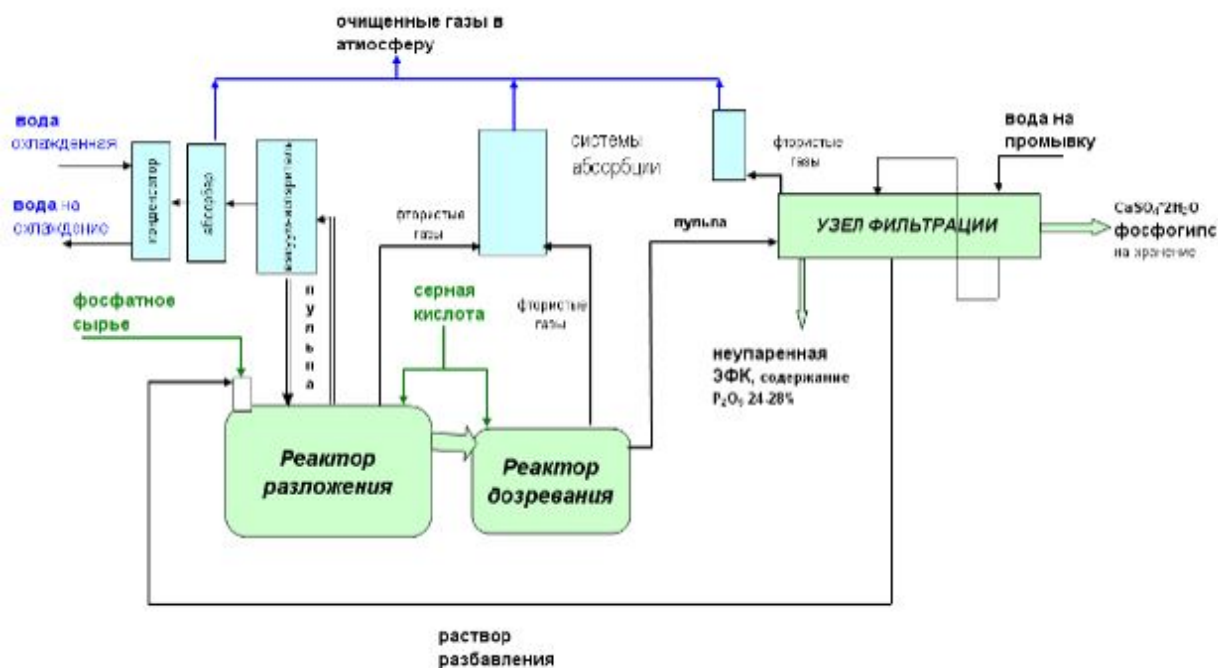 очищенные газы в
атмосферу
вода
охлажденная
вода на
охлаждение
конденсатор
абсорбер
вакуум-испаритель
системы
абсорбции
фтористые
газы
вода на
промывку
фтористые
газы
пульпа
УЗЕЛ ФИЛЬТРАЦИИ
CaSO₄*2H₂O
фосфогипс
на хранение
фосфатное
сырье
пульпа
серная
кислота
фтористые
газы
неупаренная
ЭФК, содержание
P₂O₅ 24-28%
Реактор
разложения
Реактор
дозревания
раствор
разбавления